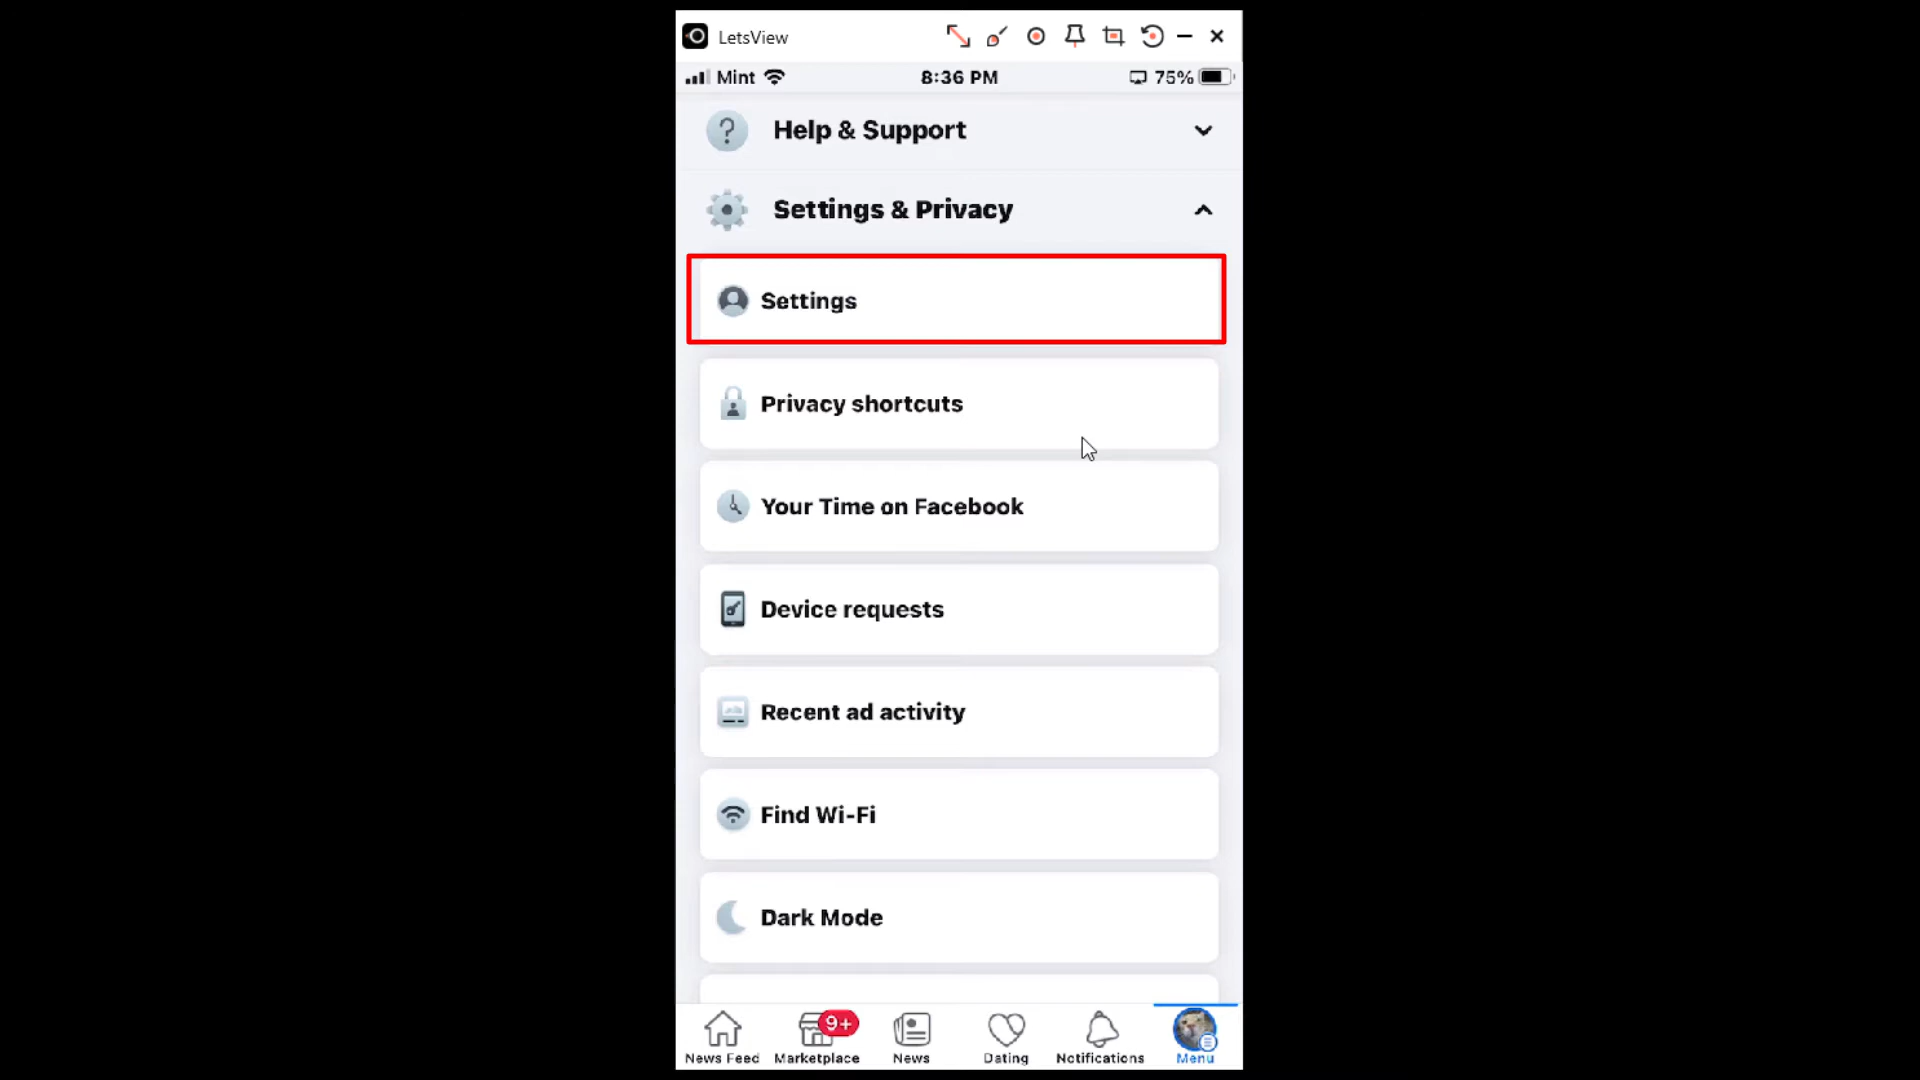 LetsView
Mint 8:36 PM 75%
Help & Support
Settings & Privacy
Settings
Privacy shortcuts
Your Time on Facebook
Device requests
Recent ad activity
Find Wi-Fi
Dark Mode
9+
News Feed Marketplace News Dating Notifications Menu